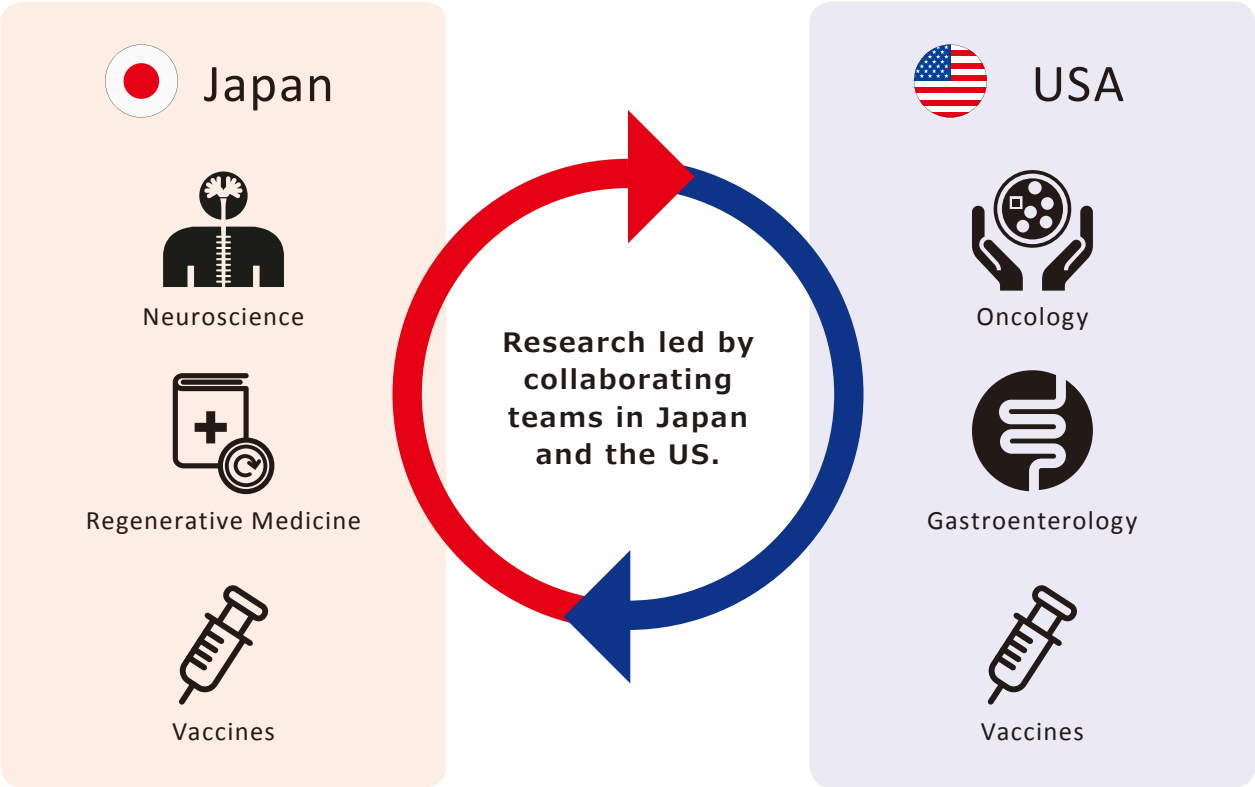 Japan
Neuroscience
Regenerative Medicine
Vaccines
Research led by
collaborating
teams in Japan
and the US.
USA
Oncology
Gastroenterology
Vaccines